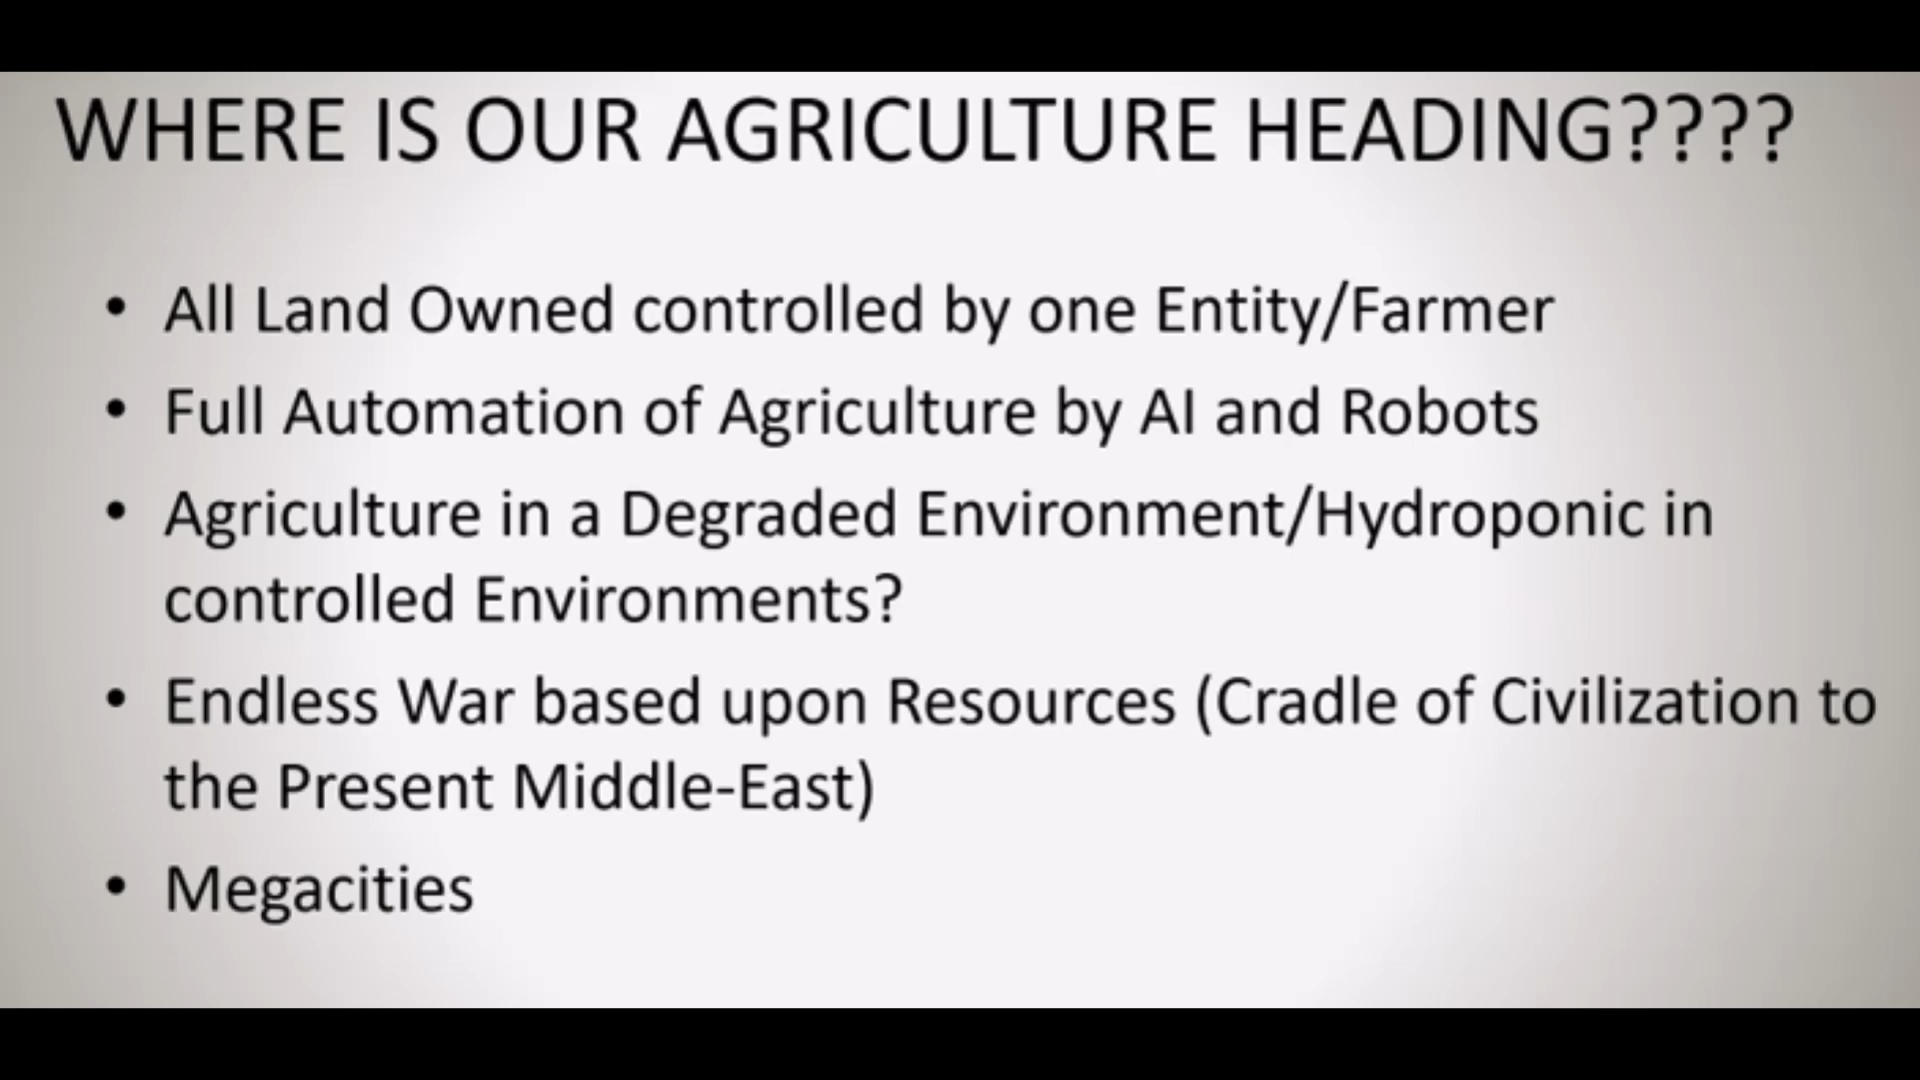 WHERE IS OUR AGRICULTURE HEADING????
• All Land Owned controlled by one Entity/Farmer
• Full Automation of Agriculture by AI and Robots
• Agriculture in a Degraded Environment/Hydroponic in
controlled Environments?
• Endless War based upon Resources (Cradle of Civilization to
the Present Middle-East)
• Megacities